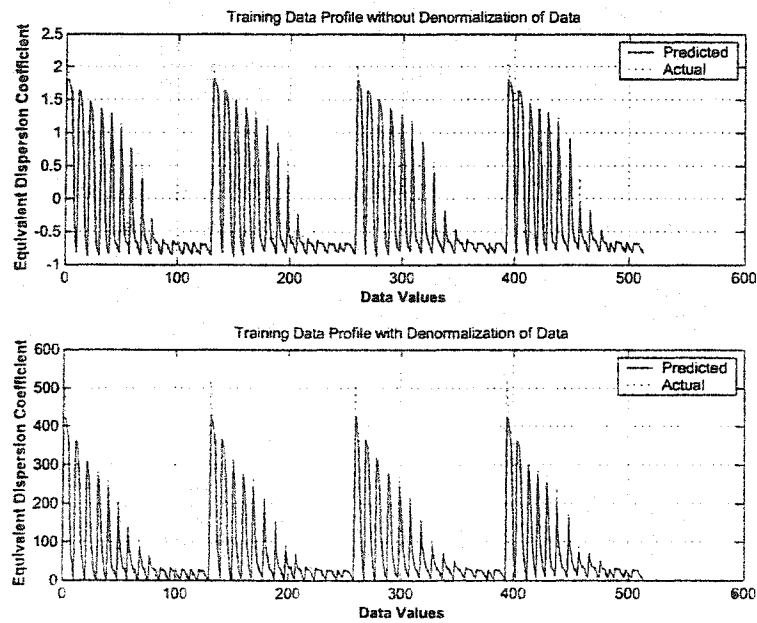 Training Data Profile without Denormalization of Data
Equivalent Dispersion Coefficient
2.5
2
1.5
1
0.5
0
-0.5
-1
Predicted
Actual
0 100 200 300 400 500 600
Data Values
Training Data Profile with Denormalization of Data
Equivalent Dispersion Coefficient
600
500
400
300
200
100
0
Predicted
Actual
0 100 200 300 400 500 600
Data Values